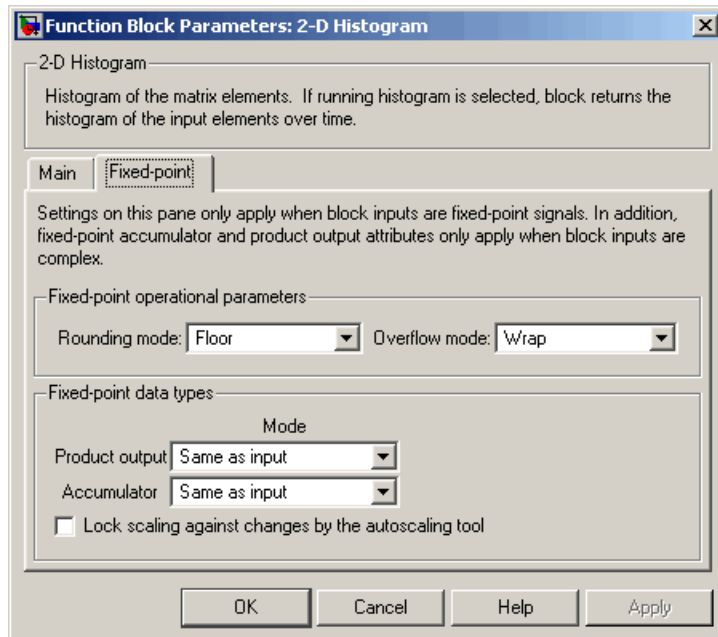 Function Block Parameters: 2-D Histogram
2-D Histogram
Histogram of the matrix elements.  If running histogram is selected, block returns the
histogram of the input elements over time.
Main
Fixed-point
Settings on this pane only apply when block inputs are fixed-point signals. In addition,
fixed-point accumulator and product output attributes only apply when block inputs are
complex.
Fixed-point operational parameters
Rounding mode: Floor Overflow mode: Wrap
Fixed-point data types
Mode
Product output Same as input
Accumulator Same as input
Lock scaling against changes by the autoscaling tool
OK Cancel Help Apply